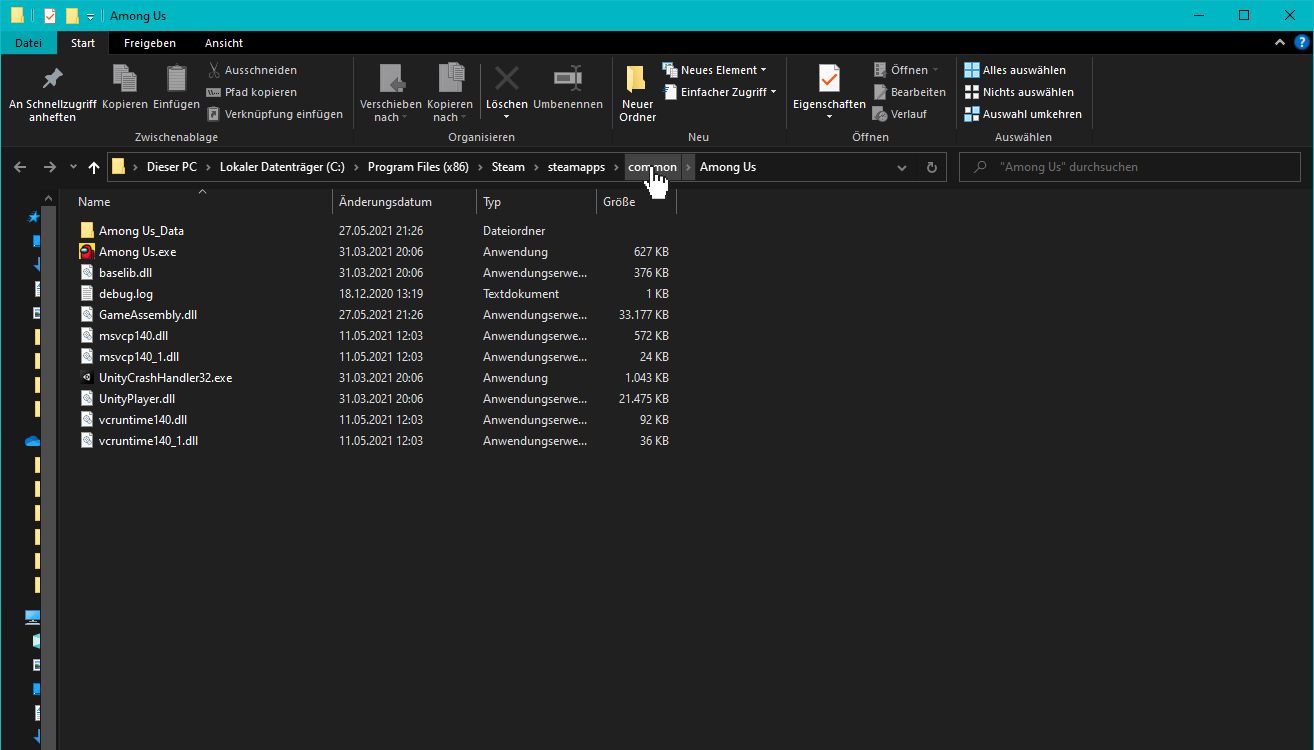 Among Us
Datei Start Freigeben Ansicht
An Schnellzugriff anheften
Kopieren
Einfügen
Ausschneiden
Pfad kopieren
Verknüpfung einfügen
Zwischenablage
Verschieben nach
Kopieren nach
Löschen
Umbenennen
Organisieren
Neuer Ordner
Neues Element
Einfacher Zugriff
Neu
Eigenschaften
Öffnen
Bearbeiten
Verlauf
Öffnen
Alles auswählen
Nichts auswählen
Auswahl umkehren
Auswählen
Dieser PC Lokaler Datenträger (C:) Program Files (x86) Steam steamapps common Among Us
"Among Us" durchsuchen
Name Änderungsdatum Typ Größe
Among Us_Data 27.05.2021 21:26 Dateiordner
Among Us.exe 31.03.2021 20:06 Anwendung 627 KB
baselib.dll 31.03.2021 20:06 Anwendungserwe... 376 KB
debug.log 18.12.2020 13:19 Textdokument 1 KB
GameAssembly.dll 27.05.2021 21:26 Anwendungserwe... 33.177 KB
msvcp140.dll 11.05.2021 12:03 Anwendungserwe... 572 KB
msvcp140_1.dll 11.05.2021 12:03 Anwendungserwe... 24 KB
UnityCrashHandler32.exe 31.03.2021 20:06 Anwendung 1.043 KB
UnityPlayer.dll 31.03.2021 20:06 Anwendungserwe... 21.475 KB
vcruntime140.dll 11.05.2021 12:03 Anwendungserwe... 92 KB
vcruntime140_1.dll 11.05.2021 12:03 Anwendungserwe... 36 KB